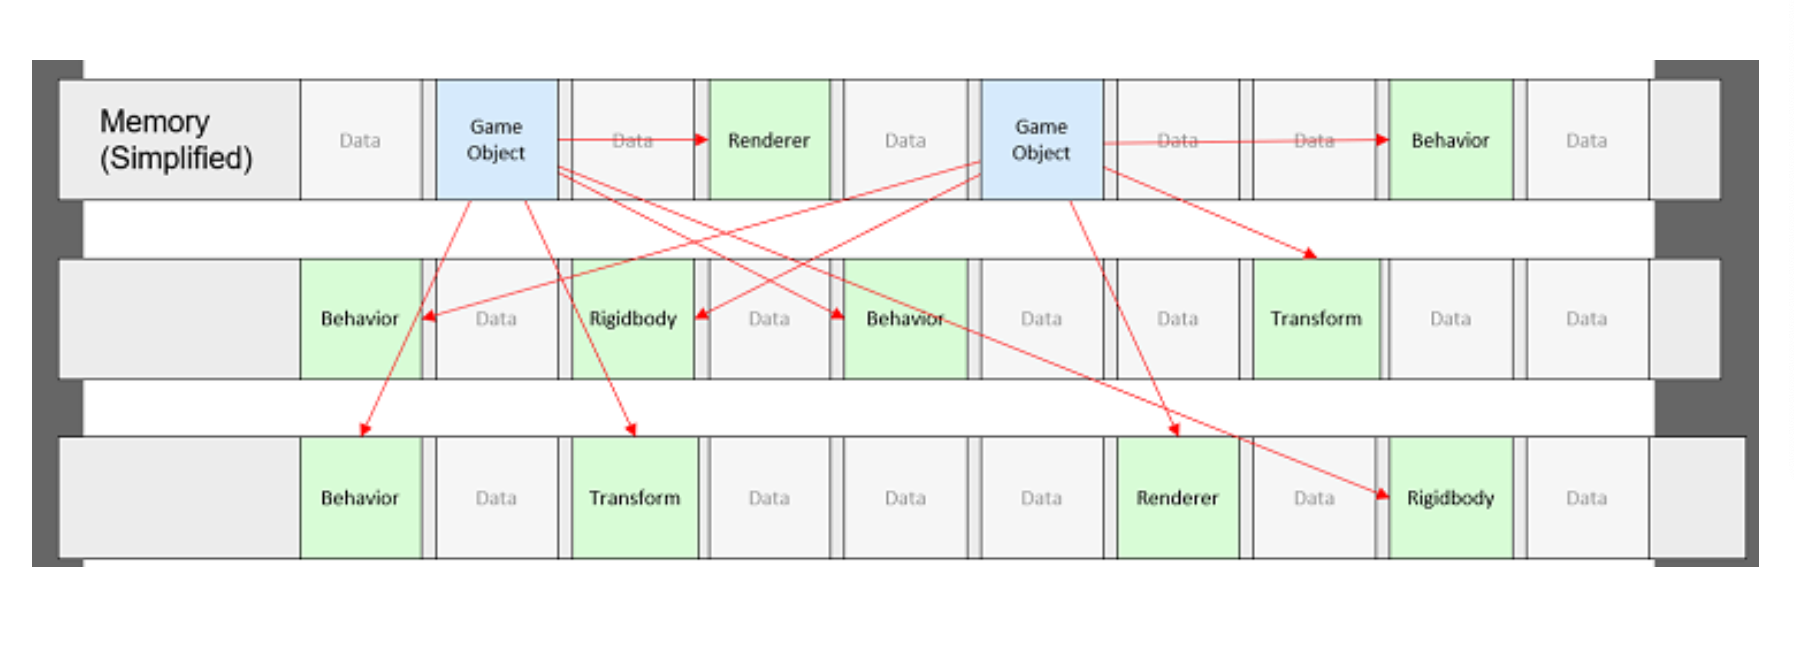 Memory
(Simplified)
Data
Game
Object
Data
Renderer
Data
Game
Object
Data
Data
Behavior
Data
Behavior
Data
Rigidbody
Data
Behavior
Data
Data
Transform
Data
Data
Behavior
Data
Transform
Data
Data
Data
Renderer
Data
Rigidbody
Data